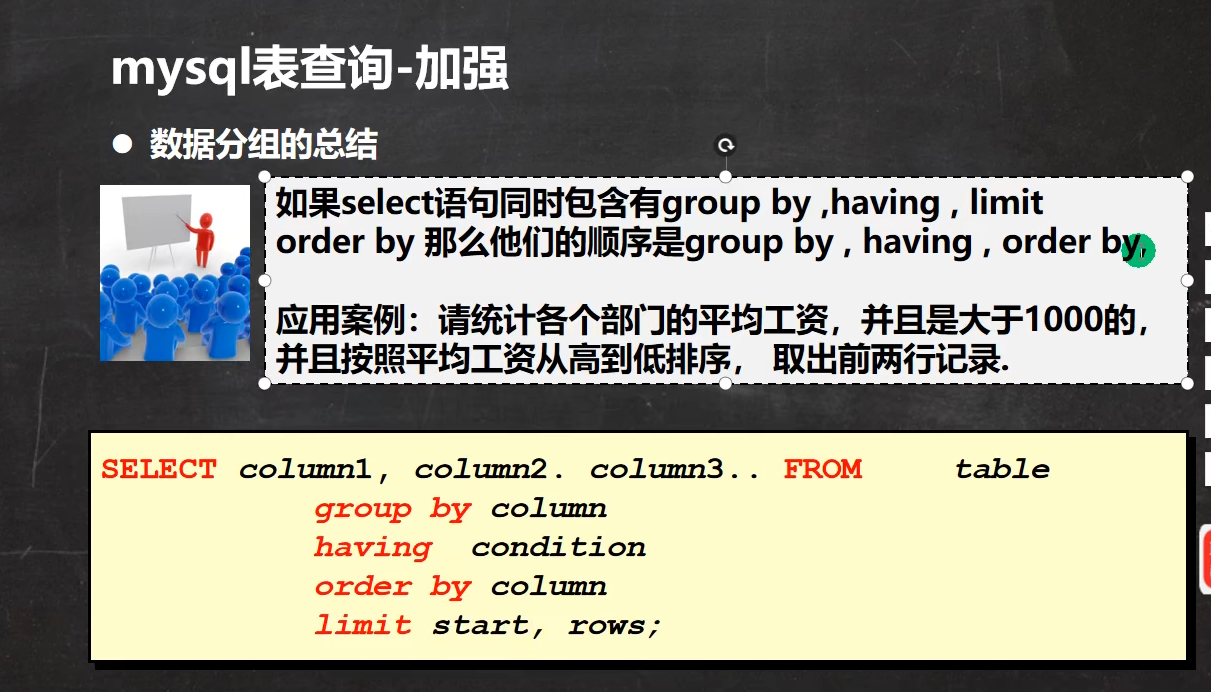 mysql表查询-加强
● 数据分组的总结
如果select语句同时包含有group by ,having , limit
order by 那么他们的顺序是group by , having , order by,
应用案例：请统计各个部门的平均工资，并且是大于1000的，
并且按照平均工资从高到低排序， 取出前两行记录.
SELECT column1, column2. column3.. FROM table
group by column
having condition
order by column
limit start, rows;